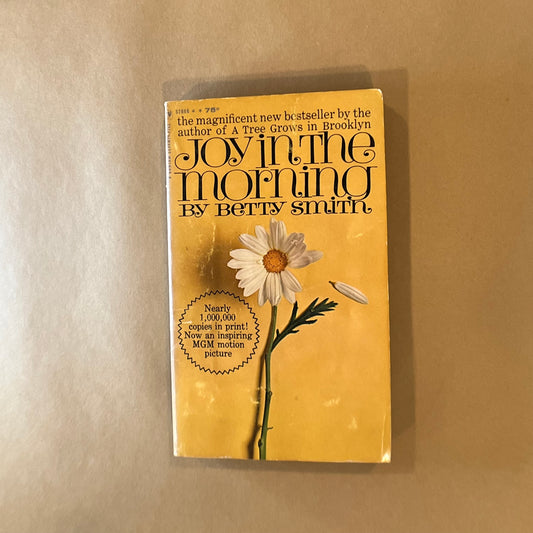 75¢
the magnificent new bestseller by the
author of A Tree Grows in Brooklyn
Joy in the
morning
By Betty Smith
Nearly
1,000,000
copies in print!
Now an inspiring
MGM motion
picture